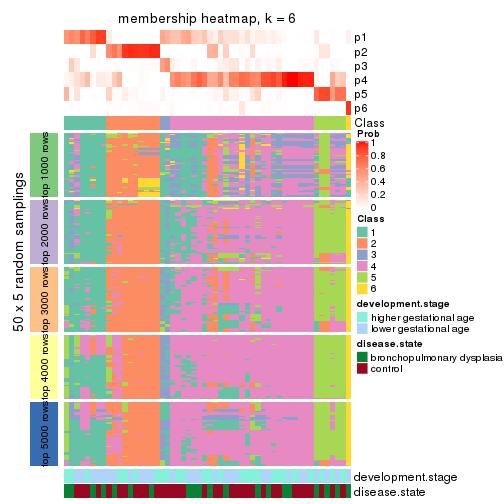 membership heatmap, k = 6
p1
p2
p3
p4
p5
p6
Class
50 x 5 random samplings
top 1000 rows
top 2000 rows
top 3000 rows
top 4000 rows
top 5000 rows
development.stage
disease.state
Prob
1
0.8
0.6
0.4
0.2
0
Class
1
2
3
4
5
6
development.stage
higher gestational age
lower gestational age
disease.state
bronchopulmonary dysplasia
control